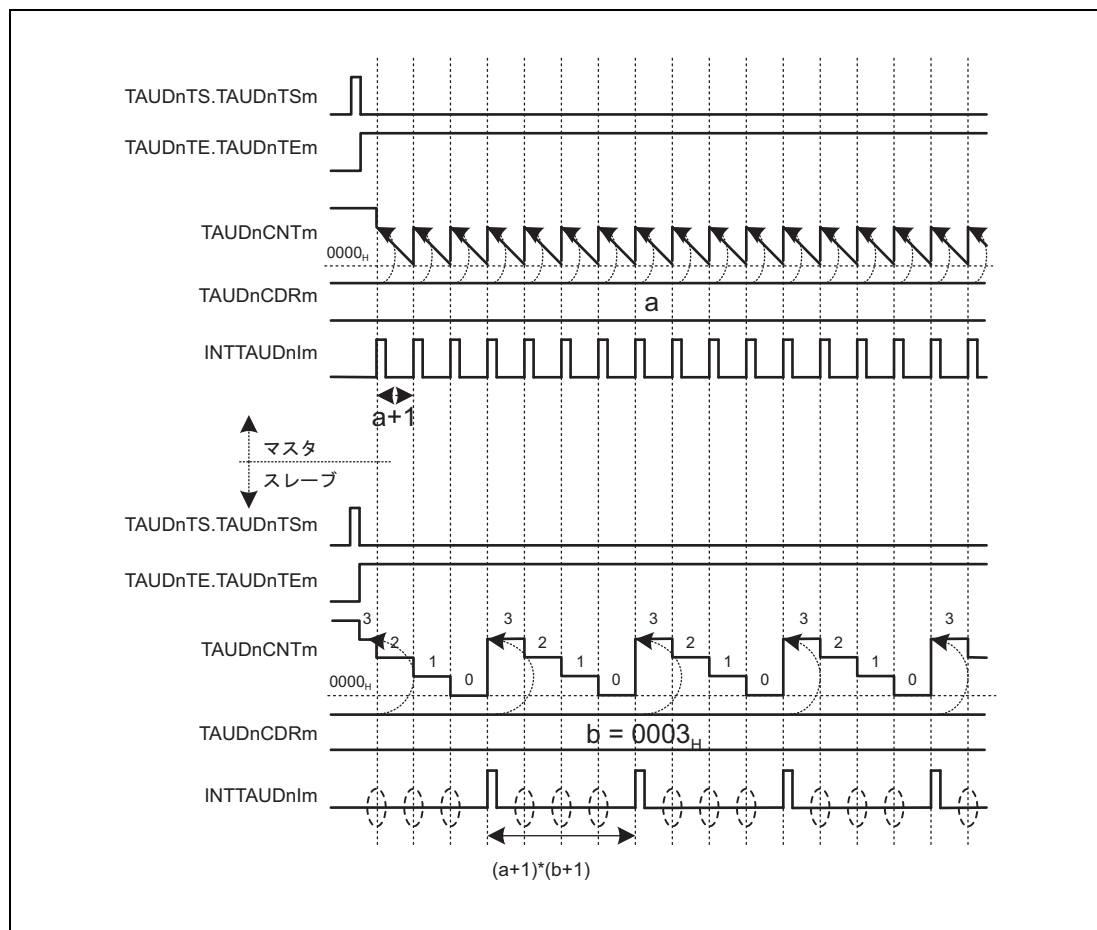 TAUDnTS.TAUDnTSm
TAUDnTE.TAUDnTEm
TAUDnCNTm
0000H
TAUDnCDRm
a
INTTAUDnIm
a+1
マスタ
スレーブ
TAUDnTS.TAUDnTSm
TAUDnTE.TAUDnTEm
3 3 3 3 3
TAUDnCNTm
2 2 2 2 2
1 1 1 1
0 0 0 0
0000H
TAUDnCDRm
b = 0003H
INTTAUDnIm
(a+1)*(b+1)